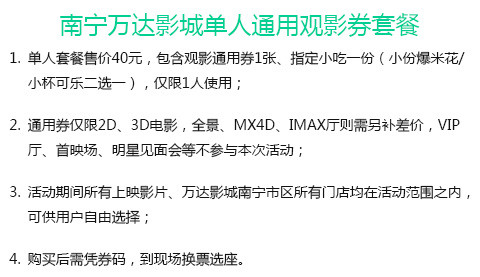 南宁万达影城单人通用观影券套餐
1. 单人套餐售价40元，包含观影通用券1张、指定小吃一份（小份爆米花/
小杯可乐二选一），仅限1人使用；
2. 通用券仅限2D、3D电影，全景、MX4D、IMAX厅则需另补差价，VIP
厅、首映场、明星见面会等不参与本次活动；
3. 活动期间所有上映影片、万达影城南宁市区所有门店均在活动范围之内，
可供用户自由选择；
4. 购买后需凭券码，到现场换票选座。